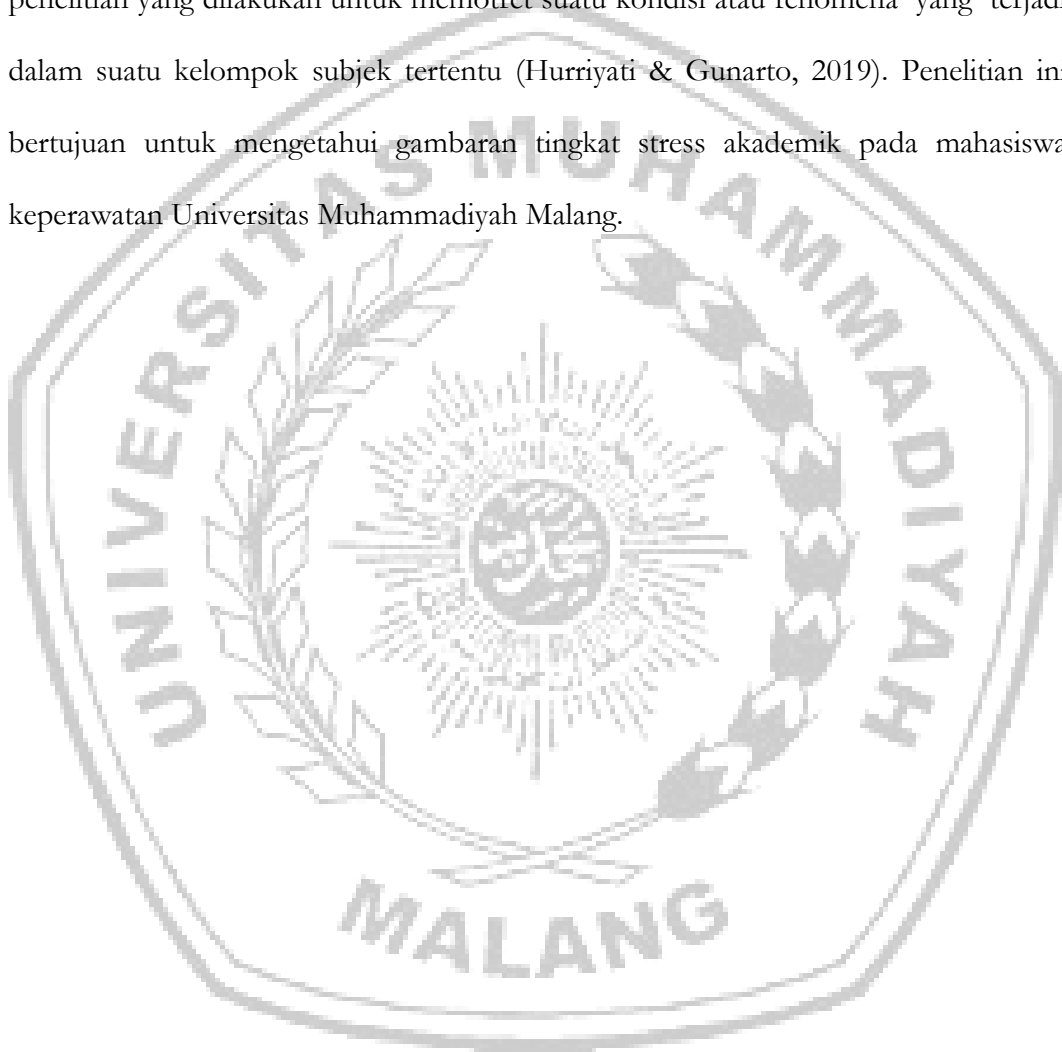 penelitian yang dilakukan untuk memotret suatu kondisi atau fenomena yang terjadi
dalam suatu kelompok subjek tertentu (Hurriyati & Gunarto, 2019). Penelitian ini
bertujuan untuk mengetahui gambaran tingkat stress akademik pada mahasiswa
keperawatan Universitas Muhammadiyah Malang.
UNIVERSITAS MUHAMMADIYAH
MALANG